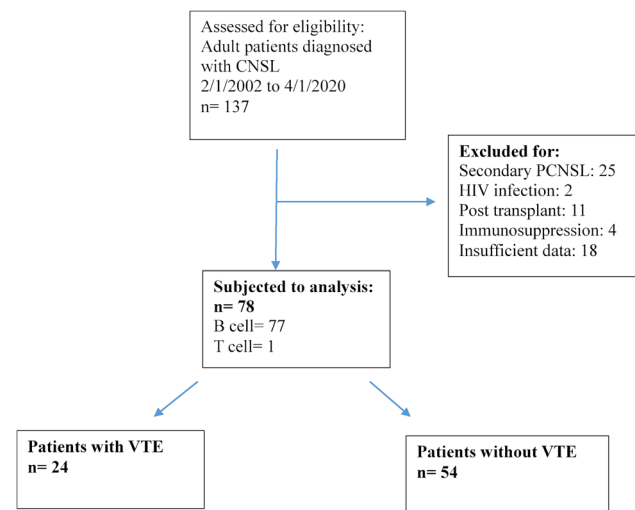 Assessed for eligibility:
Adult patients diagnosed
with CNSL
2/1/2002 to 4/1/2020
n= 137
Excluded for:
Secondary PCNSL: 25
HIV infection: 2
Post transplant: 11
Immunosuppression: 4
Insufficient data: 18
Subjected to analysis:
n= 78
B cell= 77
T cell= 1
Patients with VTE
n= 24
Patients without VTE
n= 54